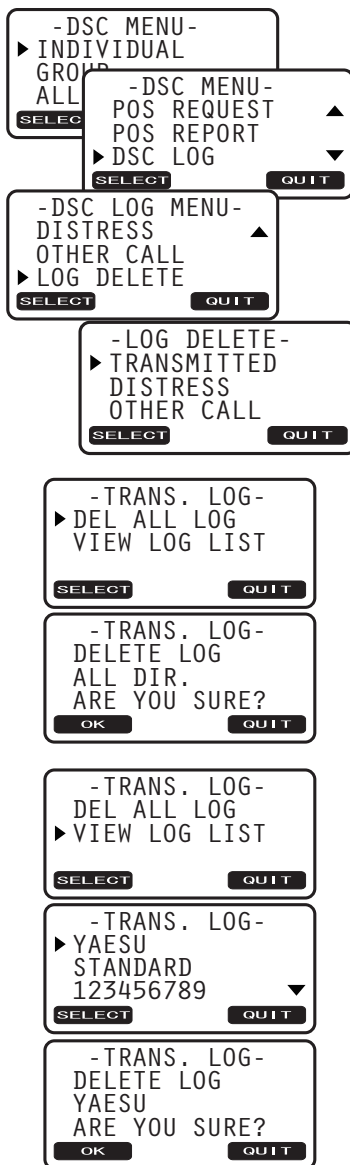 -DSC MENU-
INDIVIDUAL
GROUP
ALL
SELEC
-DSC MENU-
POS REQUEST
POS REPORT
DSC LOG
SELECT QUIT
-DSC LOG MENU-
DISTRESS
OTHER CALL
LOG DELETE
SELECT QUIT
-LOG DELETE-
TRANSMITTED
DISTRESS
OTHER CALL
SELECT QUIT
-TRANS. LOG-
DEL ALL LOG
VIEW LOG LIST
SELECT QUIT
-TRANS. LOG-
DELETE LOG
ALL DIR.
ARE YOU SURE?
OK QUIT
-TRANS. LOG-
DEL ALL LOG
VIEW LOG LIST
SELECT QUIT
-TRANS. LOG-
YAESU
STANDARD
123456789
SELECT QUIT
-TRANS. LOG-
DELETE LOG
YAESU
ARE YOU SURE?
OK QUIT